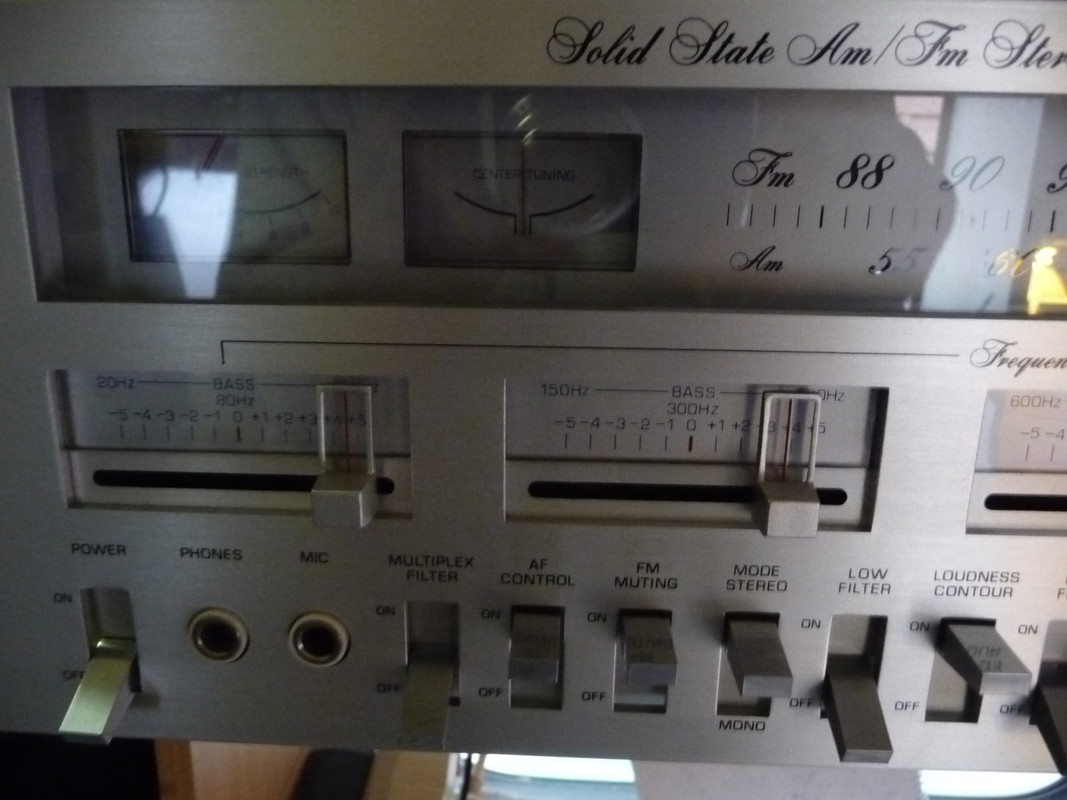 Solid State Am/Fm
STRENGTH
CENTER TUNING
Fm 88 90
Am 55 60
20Hz BASS
80Hz
-5 -4 -3 -2 -1 0 +1 +2 +3 +4 +5
150Hz BASS
300Hz
-5 -4 -3 -2 -1 0 +1 +2 +3 +4 +5
600Hz
-5 -4
POWER
ON
OFF
PHONES
MIC
MULTIPLEX
FILTER
ON
OFF
AF
CONTROL
ON
OFF
FM
MUTING
ON
OFF
MODE
STEREO
MONO
LOW
FILTER
ON
OFF
LOUDNESS
CONTOUR
ON
OFF
ON
OFF